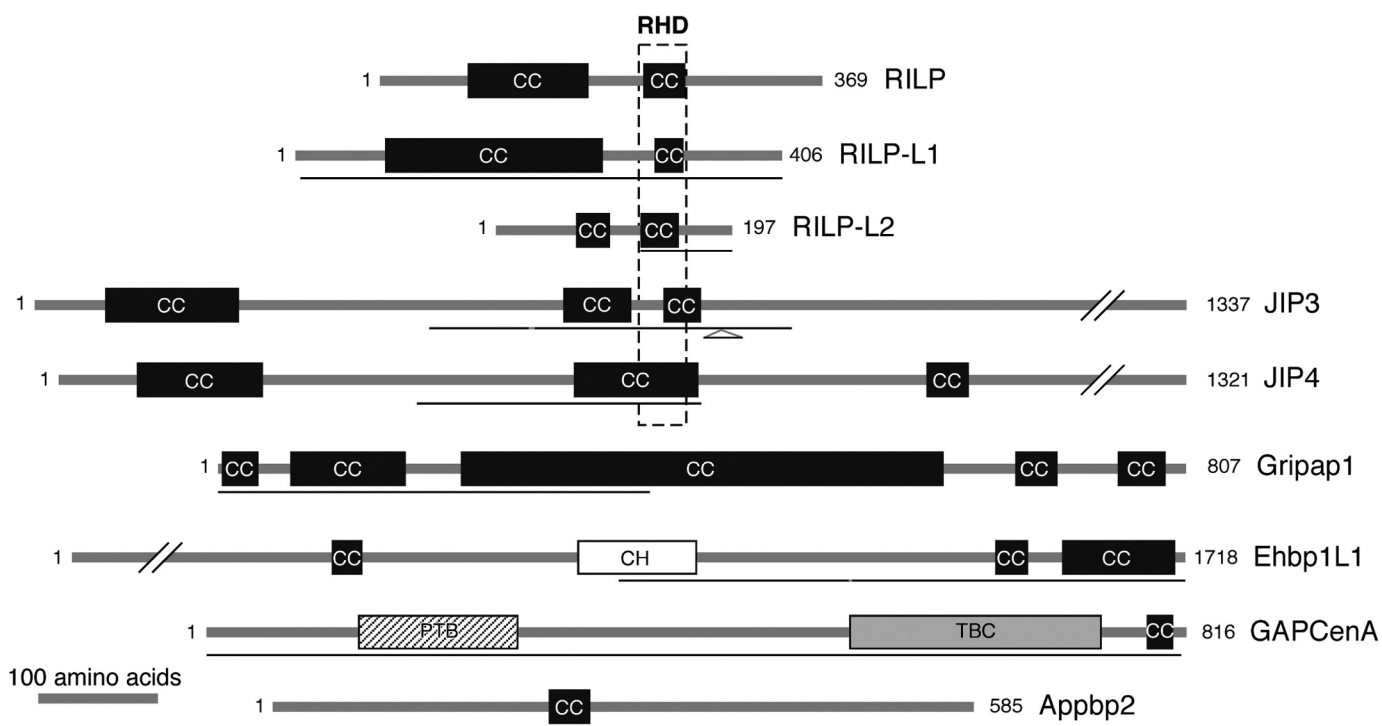 RHD
1 CC CC 369 RILP
1 CC CC 406 RILP-L1
1 CC CC 197 RILP-L2
1 CC CC CC 1337 JIP3
1 CC CC CC 1321 JIP4
1 CC CC CC CC CC 807 Gripap1
1 CC CH CC CC 1718 Ehbp1L1
1 PTB TBC CC 816 GAPCenA
100 amino acids
1 CC 585 Appbp2